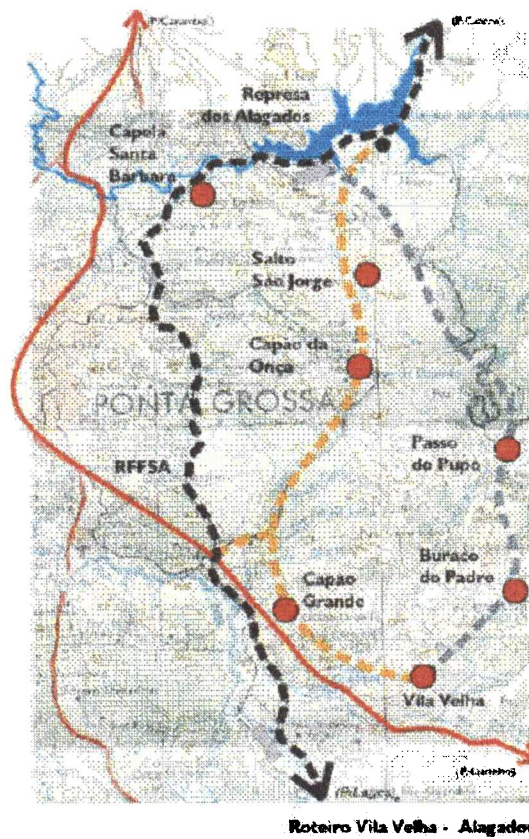 Represa
dos Alagados
Capela
Santa
Barbara
Salto
São Jorge
Capão da
Onça
PONTA GROSSA
RFFSA
Passo
do Pupo
Buraco
do Padre
Capão
Grande
Vila Velha
Roteiro Vila Velha - Alagados